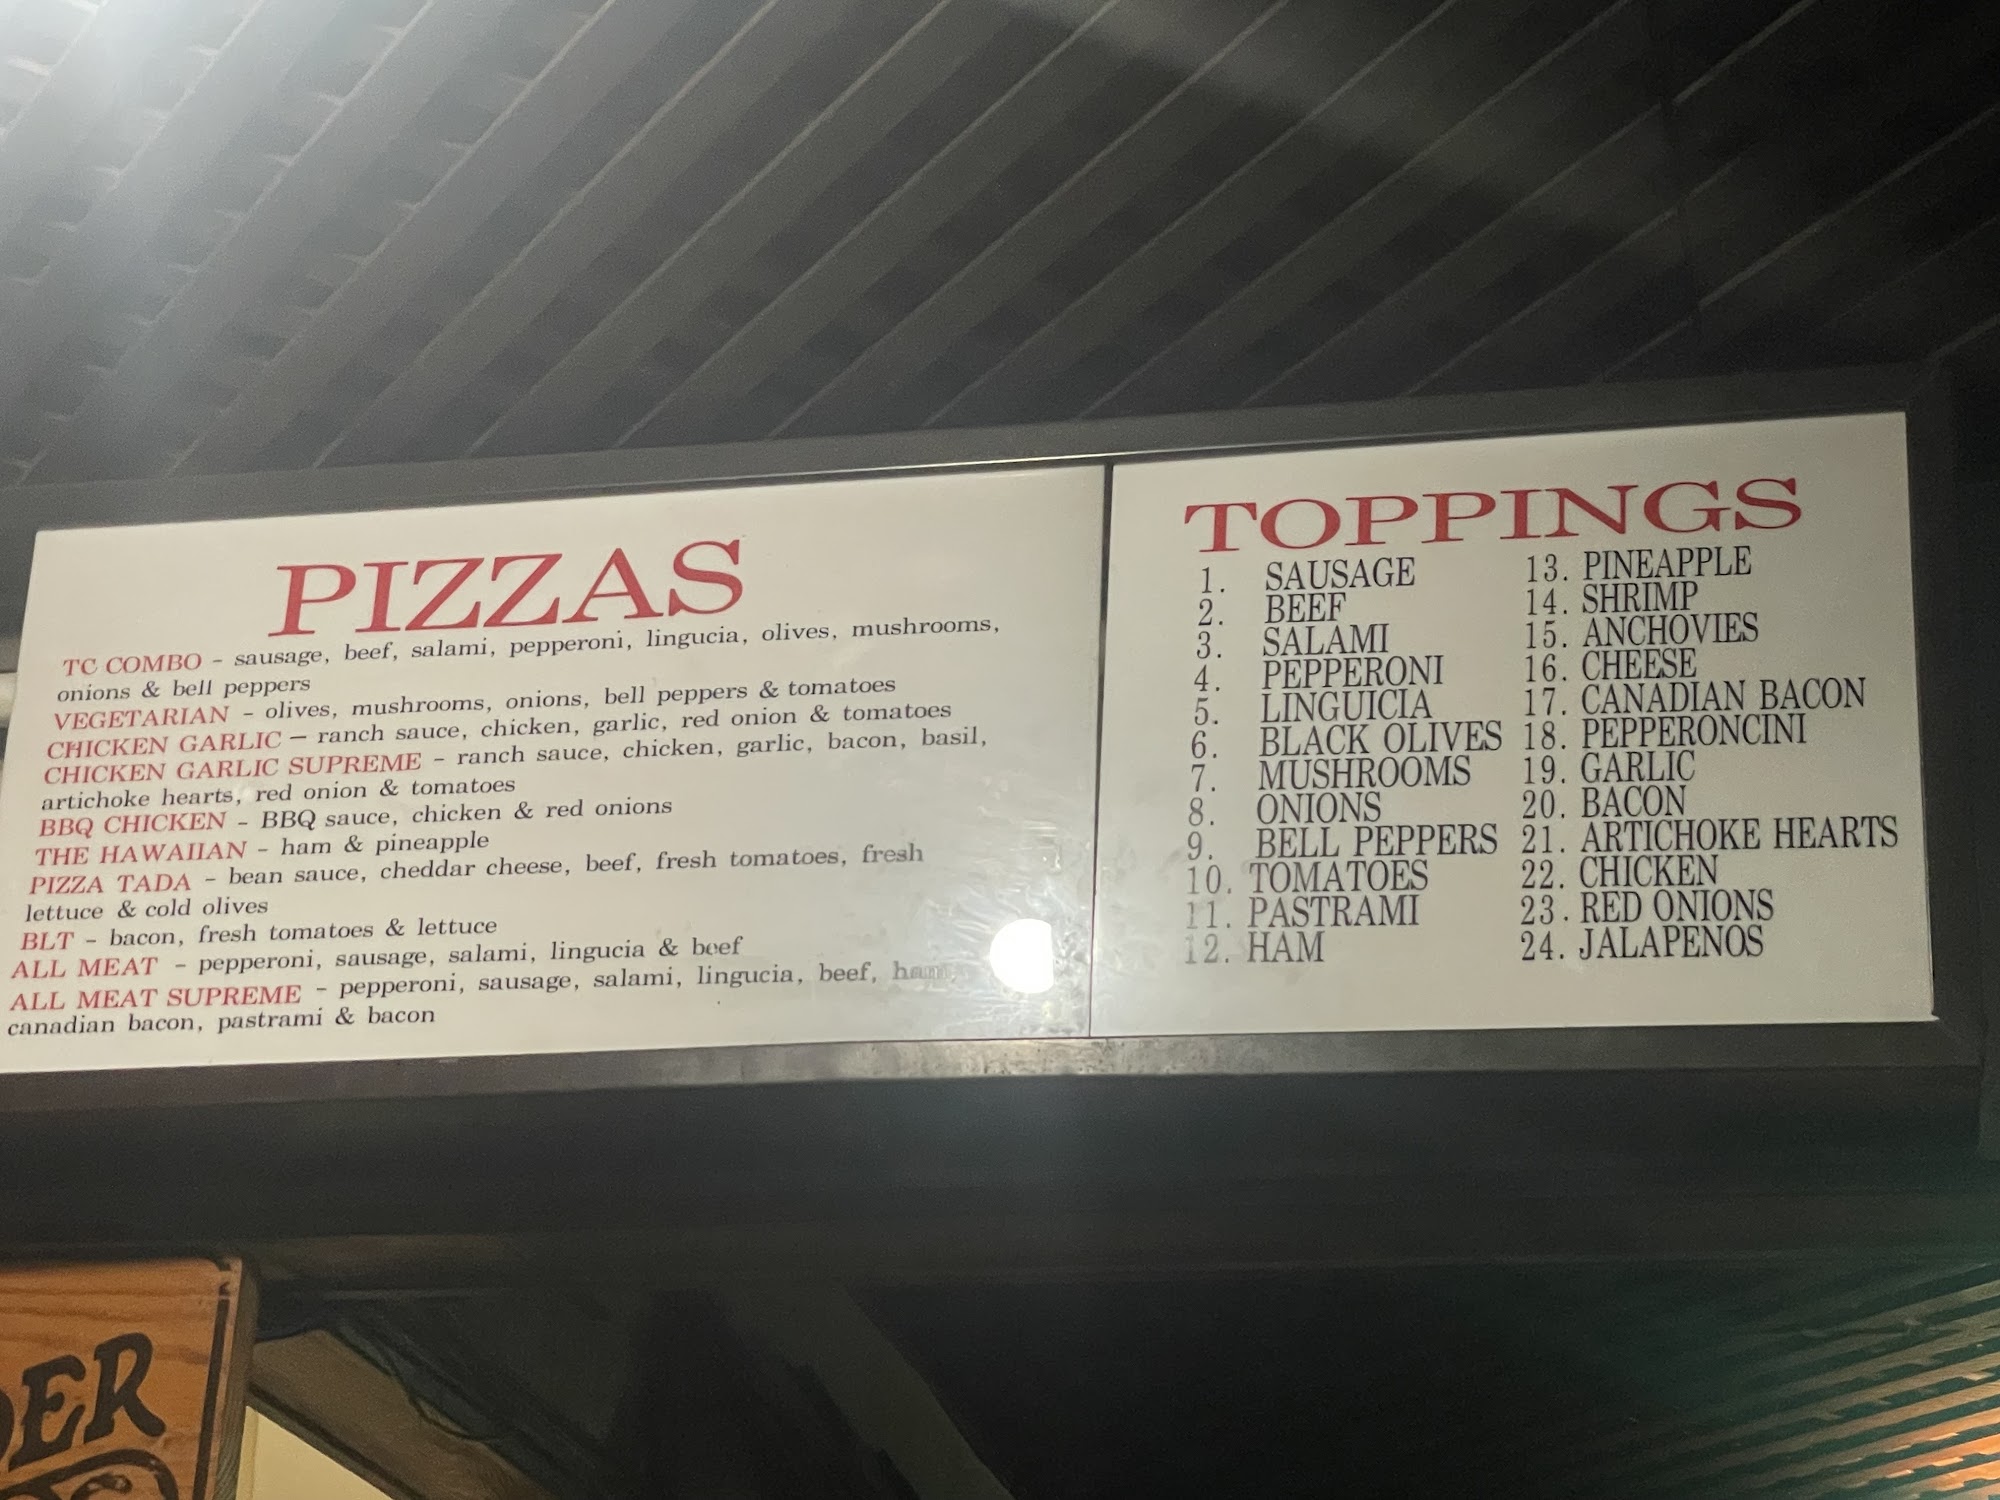 PIZZAS
TC COMBO - sausage, beef, salami, pepperoni, lingucia, olives, mushrooms,
onions & bell peppers
VEGETARIAN - olives, mushrooms, onions, bell peppers & tomatoes
CHICKEN GARLIC - ranch sauce, chicken, garlic, red onion & tomatoes
CHICKEN GARLIC SUPREME - ranch sauce, chicken, garlic, bacon, basil,
artichoke hearts, red onion & tomatoes
BBQ CHICKEN - BBQ sauce, chicken & red onions
THE HAWAIIAN - ham & pineapple
PIZZA TADA - bean sauce, cheddar cheese, beef, fresh tomatoes, fresh
lettuce & cold olives
BLT - bacon, fresh tomatoes & lettuce
ALL MEAT - pepperoni, sausage, salami, lingucia & beef
ALL MEAT SUPREME - pepperoni, sausage, salami, lingucia, beef, ham,
canadian bacon, pastrami & bacon
TOPPINGS
1. SAUSAGE
2. BEEF
3. SALAMI
4. PEPPERONI
5. LINGUICIA
6. BLACK OLIVES
7. MUSHROOMS
8. ONIONS
9. BELL PEPPERS
10. TOMATOES
11. PASTRAMI
12. HAM
13. PINEAPPLE
14. SHRIMP
15. ANCHOVIES
16. CHEESE
17. CANADIAN BACON
18. PEPPERONCINI
19. GARLIC
20. BACON
21. ARTICHOKE HEARTS
22. CHICKEN
23. RED ONIONS
24. JALAPENOS